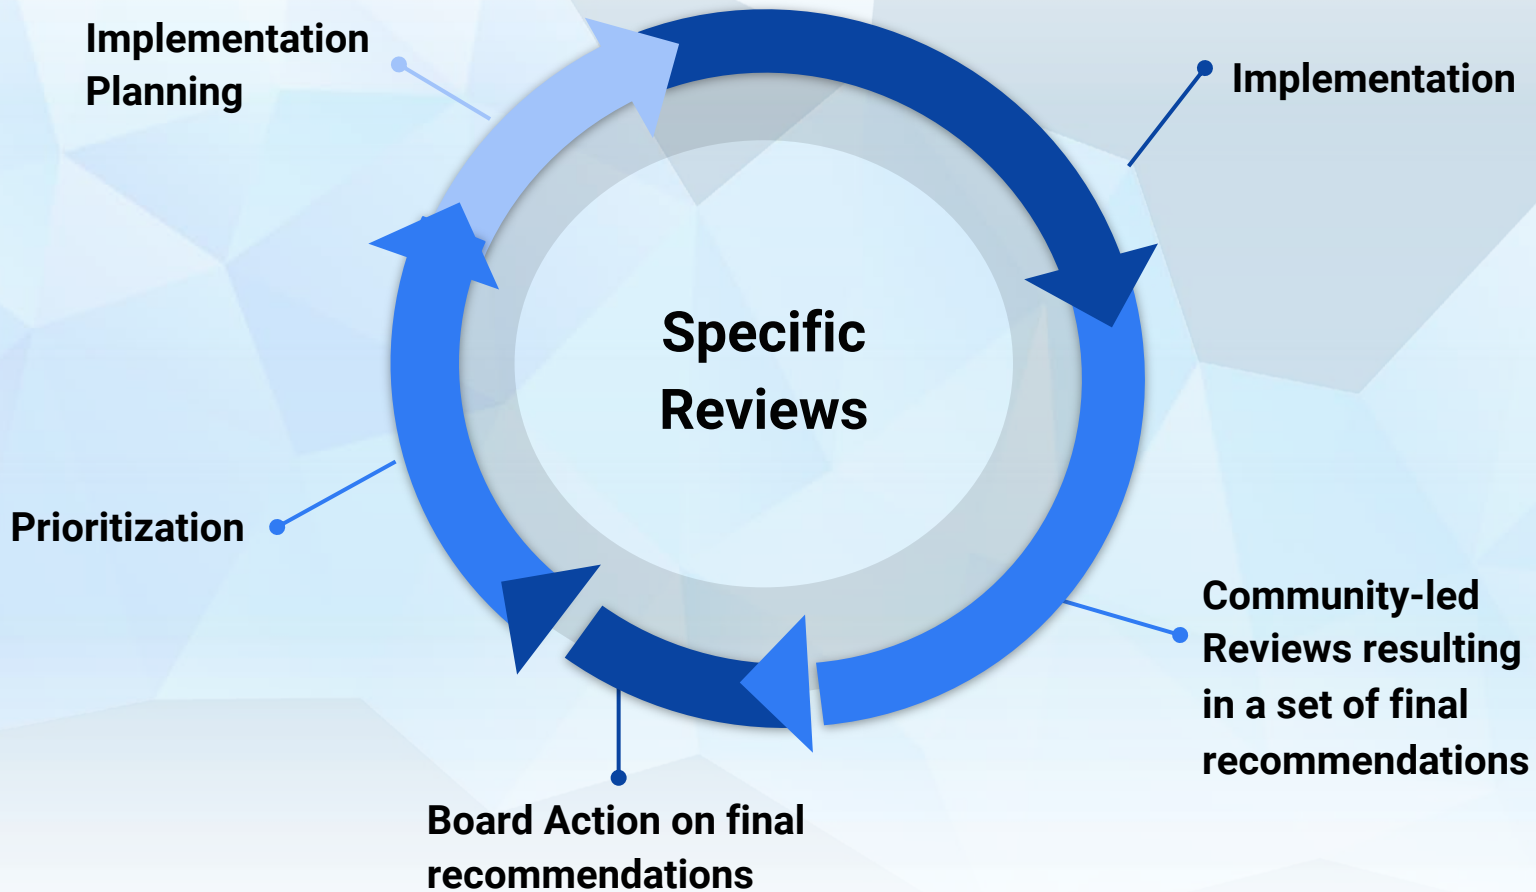 Implementation
Planning
Implementation
Specific
Reviews
Prioritization
Community-led
Reviews resulting
in a set of final
recommendations
Board Action on final
recommendations